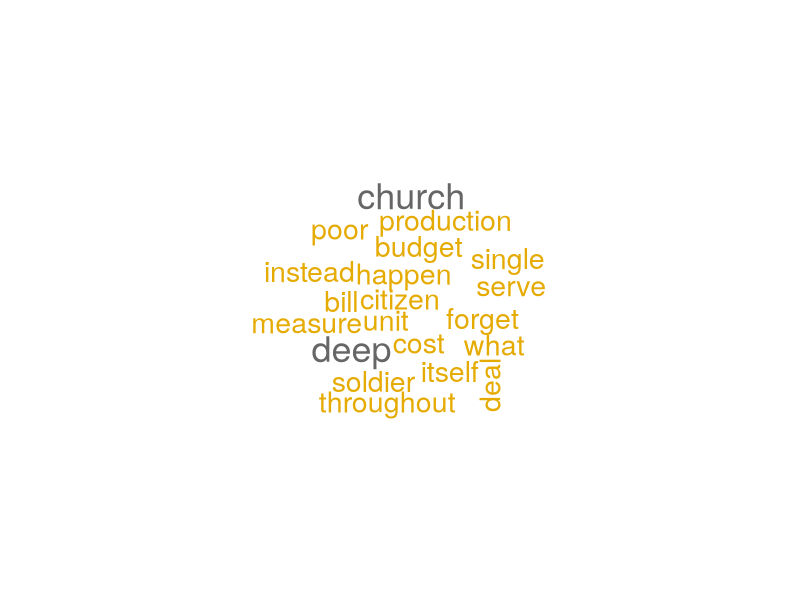 church
production
poor
budget
single
instead
happen
serve
citizen
bill
forget
unit
measure
cost
what
deep
itself
soldier
deal
throughout